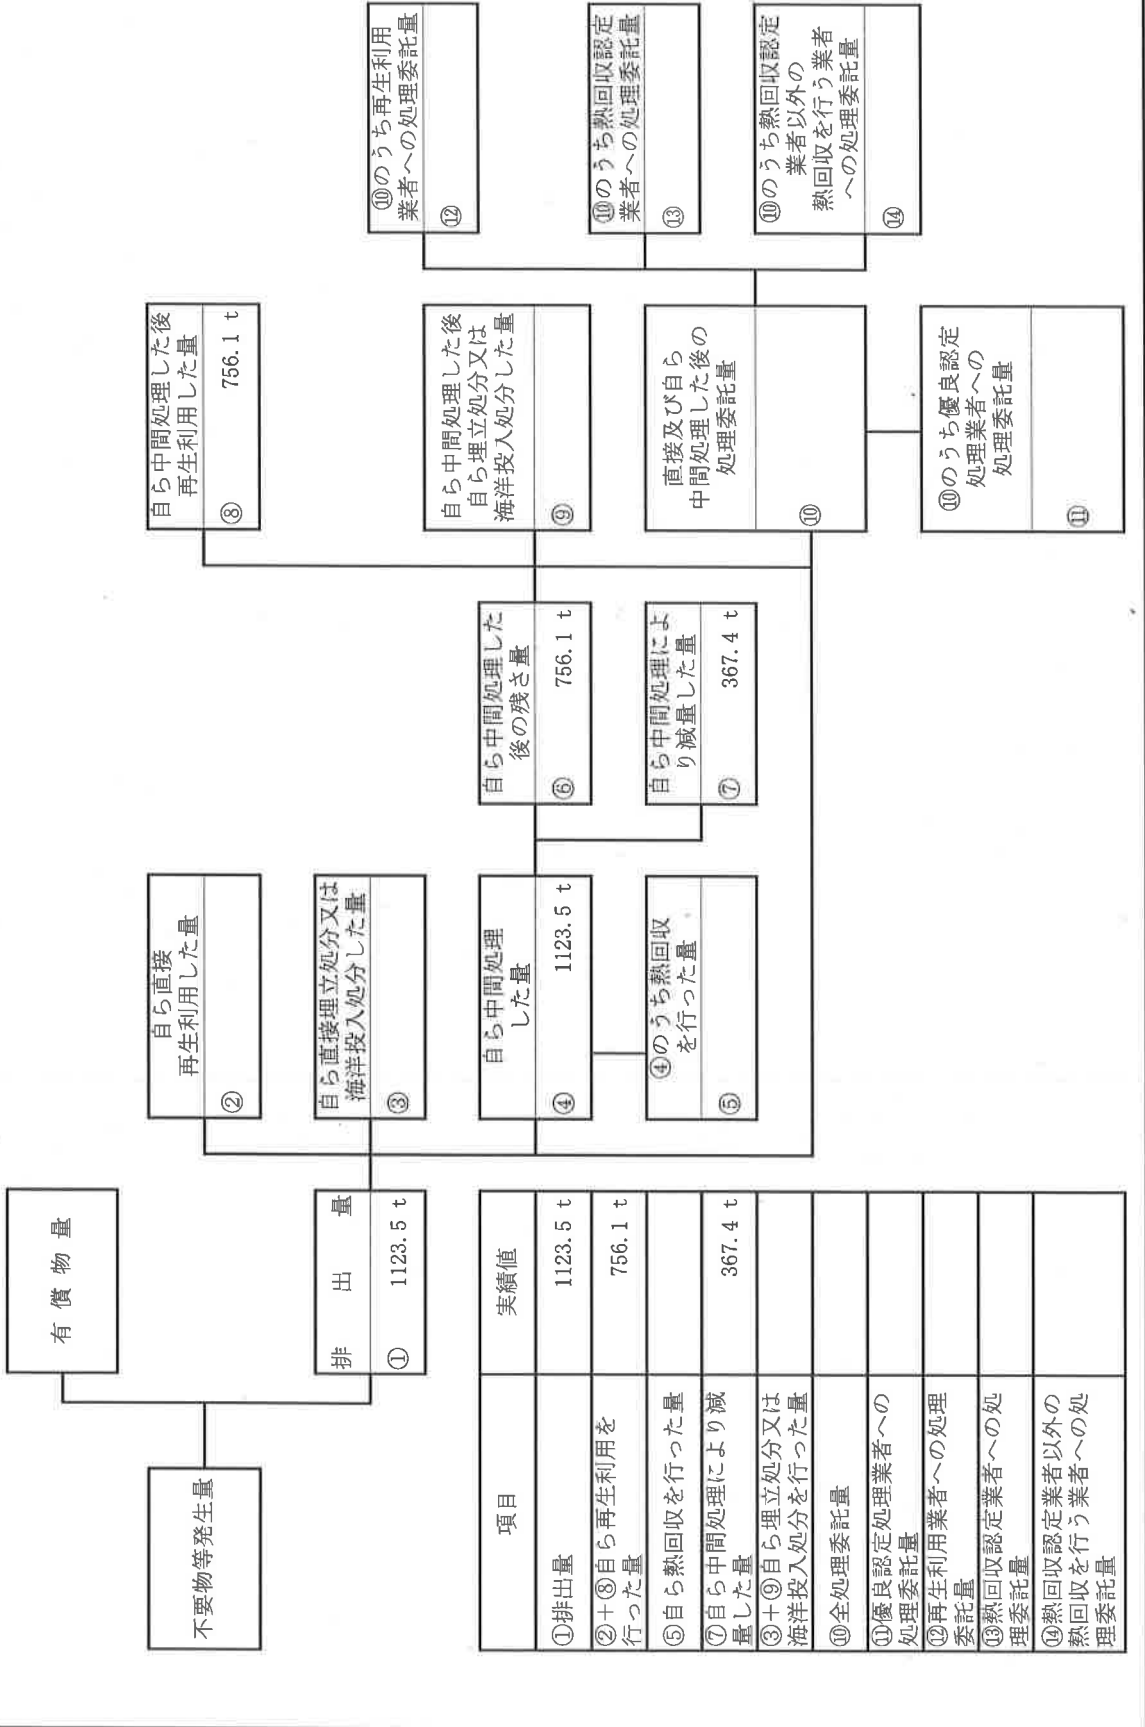 不要物等発生量
有償物量
排出量
① 1123.5 t
自ら直接
再生利用した量
②
自ら直接埋立処分又は
海洋投入処分した量
③
自ら中間処理
した量
④ 1123.5 t
④のうち熱回収
を行った量
⑤
自ら中間処理した
後の残さ量
⑥ 756.1 t
自ら中間処理によ
り減量した量
⑦ 367.4 t
自ら中間処理した後
再生利用した量
⑧ 756.1 t
自ら中間処理した後
自ら埋立処分又は
海洋投入処分した量
⑨
直接及び自ら
中間処理した後の
処理委託量
⑩
⑩のうち優良認定
処理業者への
処理委託量
⑪
⑩のうち再生利用
業者への処理委託量
⑫
⑩のうち熱回収認定
業者への処理委託量
⑬
⑩のうち熱回収認定
業者以外の
熱回収を行う業者
への処理委託量
⑭
項目 実績値
①排出量 1123.5 t
②+⑧自ら再生利用を
行った量 756.1 t
⑤自ら熱回収を行った量
⑦自ら中間処理により減
量した量 367.4 t
③+⑨自ら埋立処分又は
海洋投入処分を行った量
⑩全処理委託量
⑪優良認定処理業者への
処理委託量
⑫再生利用業者への処理
委託量
⑬熱回収認定業者への処
理委託量
⑭熱回収認定業者以外の
熱回収を行う業者への処
理委託量